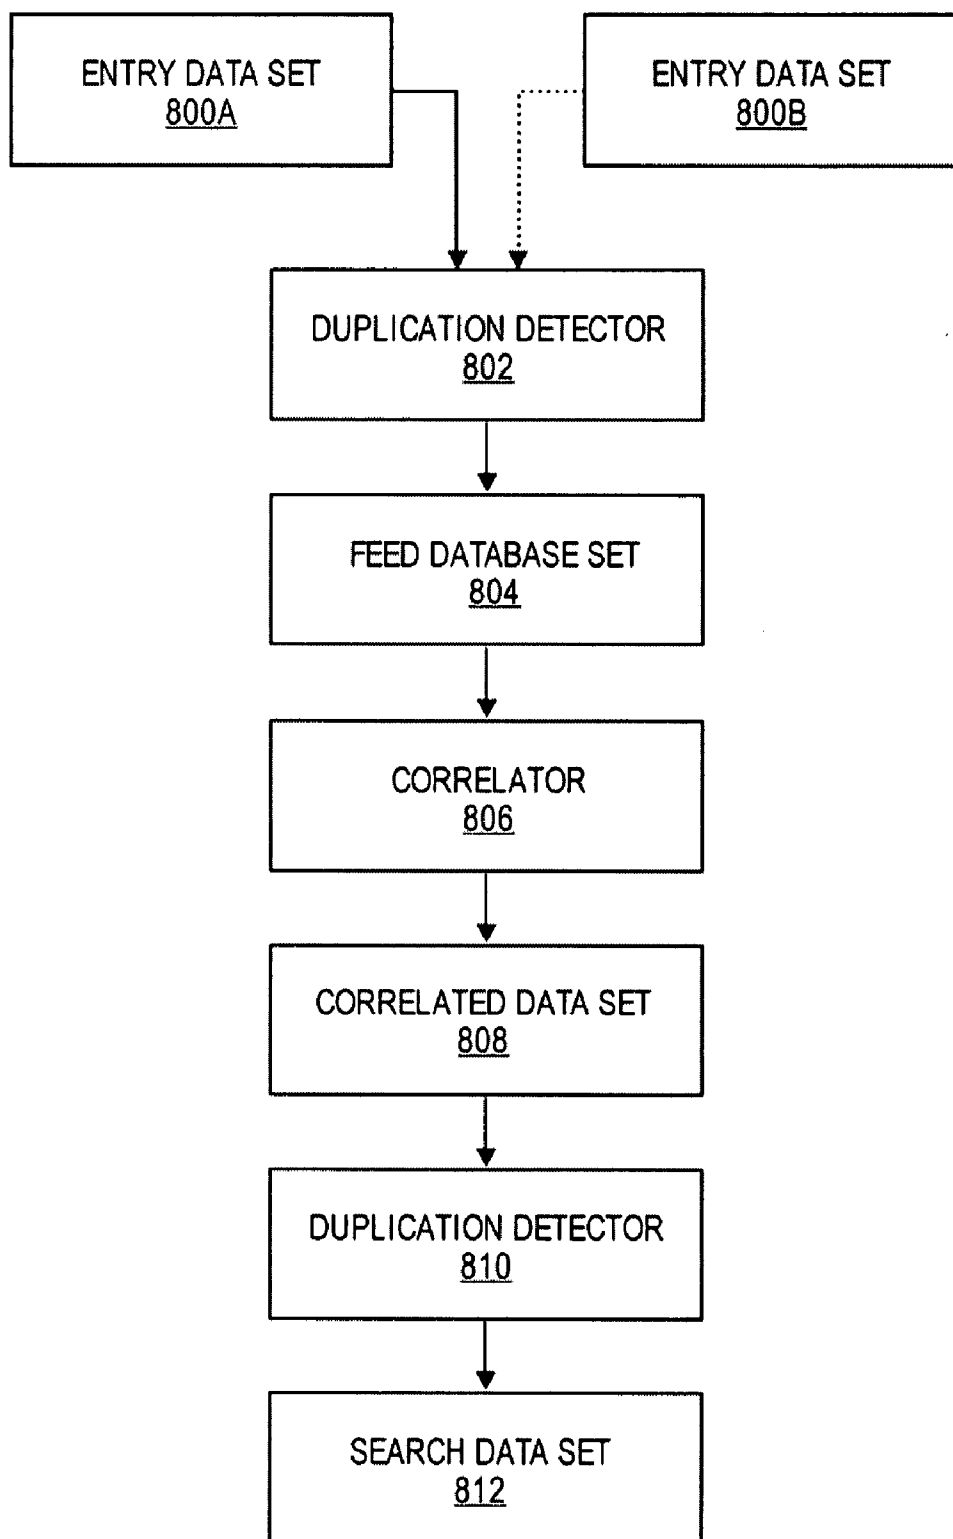 ENTRY DATA SET
800A
ENTRY DATA SET
800B
DUPLICATION DETECTOR
802
FEED DATABASE SET
804
CORRELATOR
806
CORRELATED DATA SET
808
DUPLICATION DETECTOR
810
SEARCH DATA SET
812